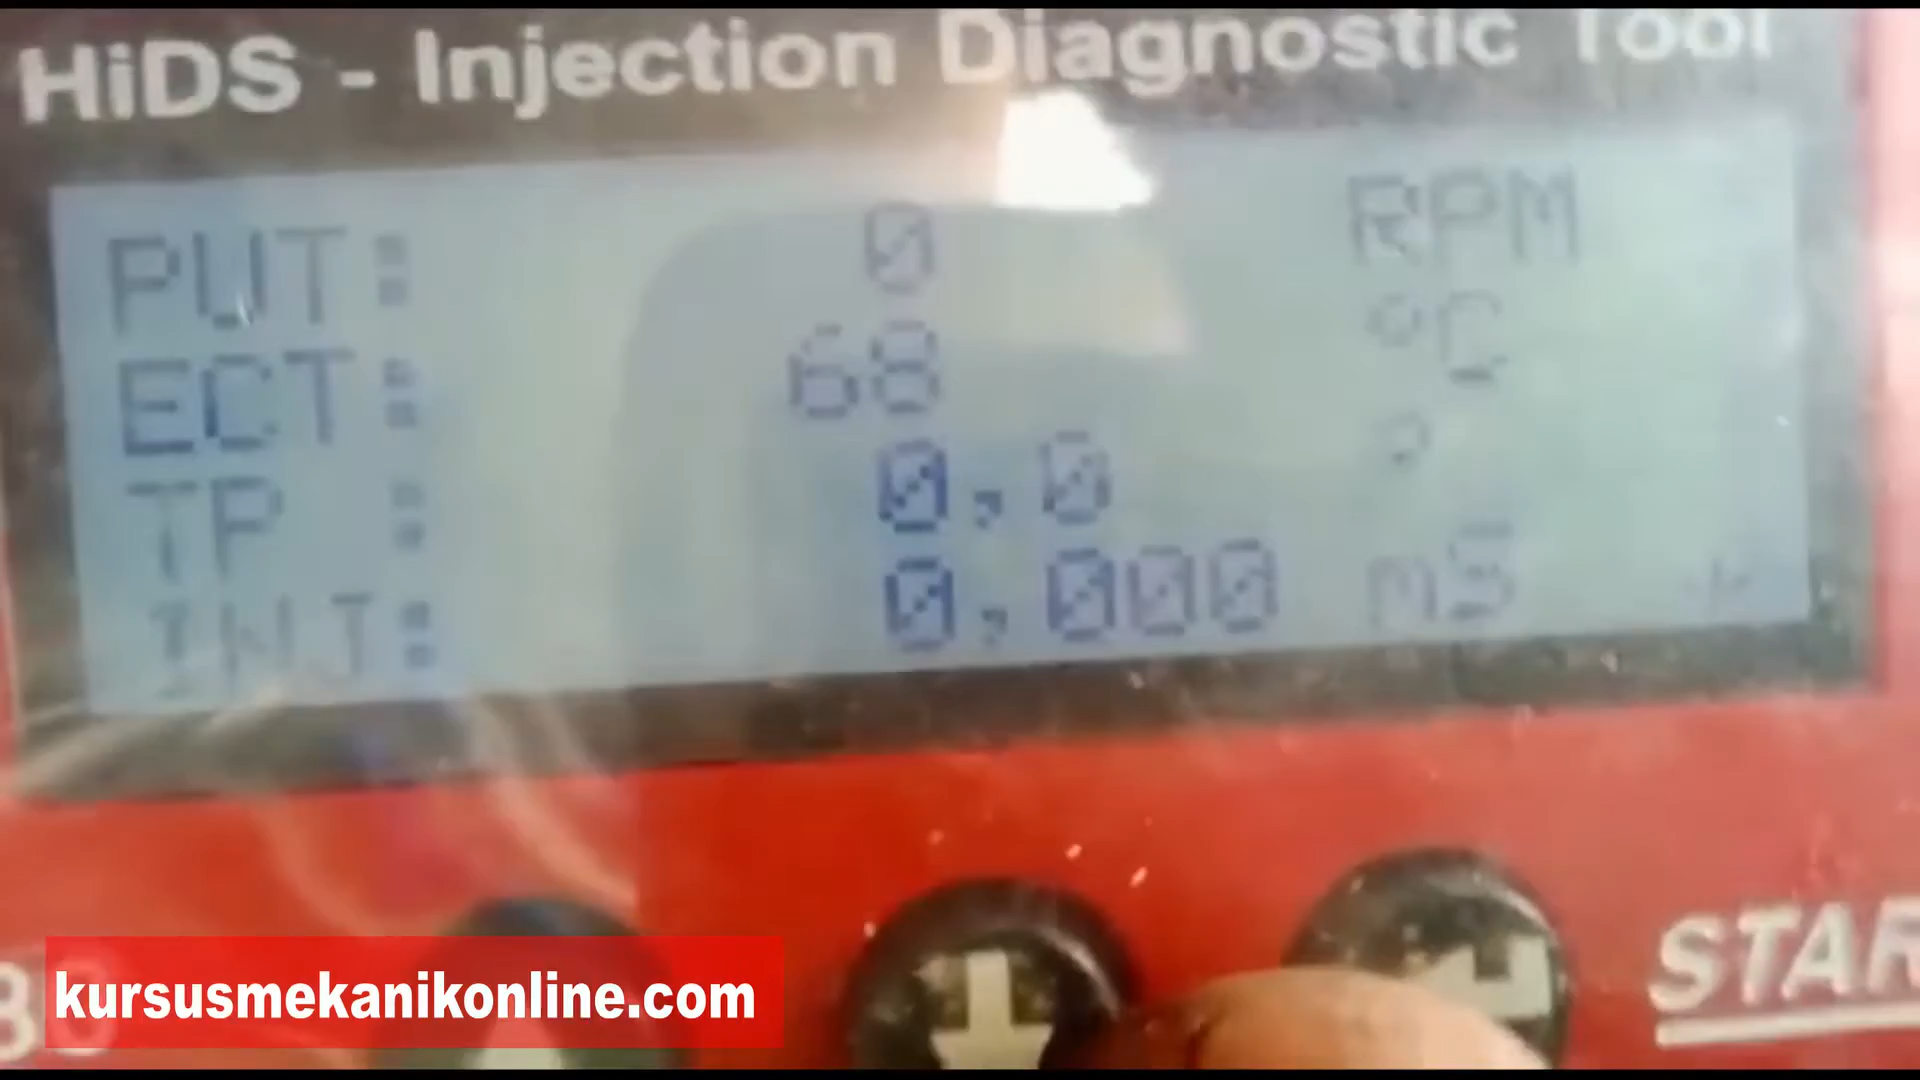 HiDS - Injection Diagnostic Tool
PUT: 0 RPM
ECT: 68 °C
TP : 0,0 °
INJ: 0,000 mS
STAR
kursusmekanikonline.com